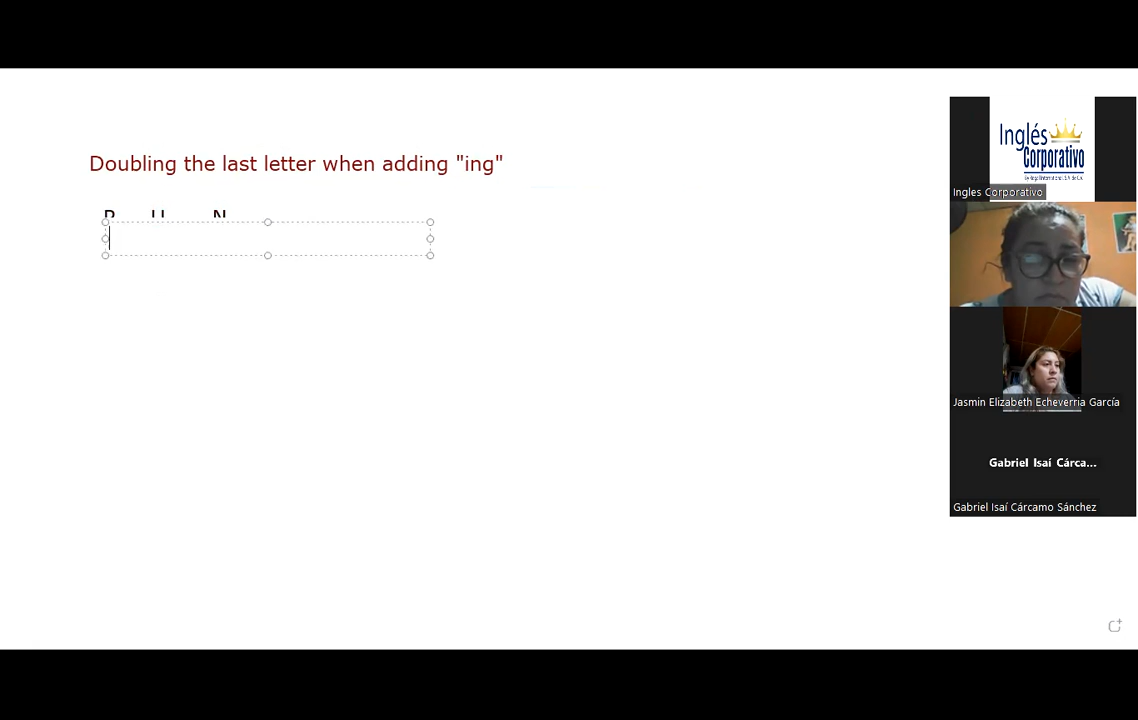 Doubling the last letter when adding "ing"
R U N
Inglés
Corporativo
Ingles Corporativo
Jasmin Elizabeth Echeverria García
Gabriel Isaí Cárca...
Gabriel Isaí Cárcamo Sánchez